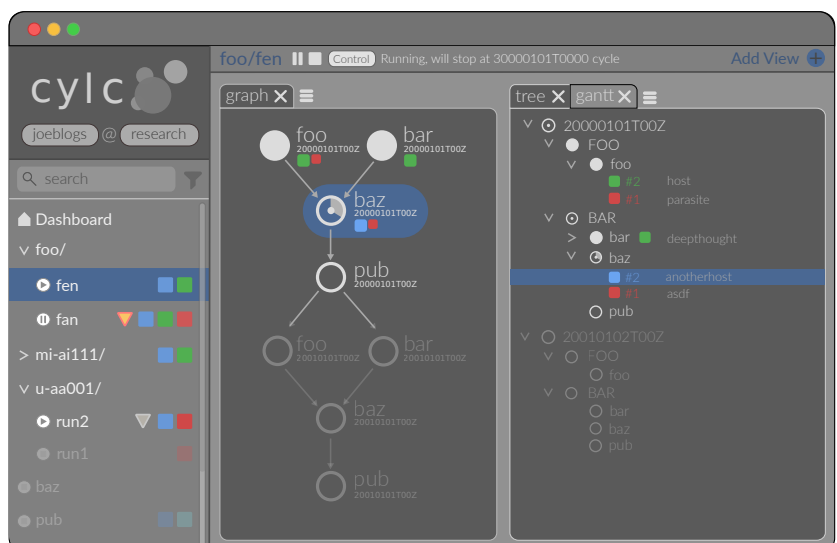 cylc
joeblogs @ research
search
Dashboard
foo/
fen
fan
> mi-ai111/
u-aa001/
run2
run1
baz
pub
foo/fen Control Running, will stop at 30000101T0000 cycle Add View +
graph
foo
20000101T00Z
bar
20000101T00Z
baz
20000101T00Z
pub
20000101T00Z
foo
20010101T00Z
bar
20010101T00Z
baz
20010101T00Z
pub
20010101T00Z
tree gantt
20000101T00Z
FOO
foo
#2 host
#1 parasite
BAR
> bar deepthought
baz
#2 anotherhost
#1 asdf
pub
20010102T00Z
FOO
foo
BAR
bar
baz
pub